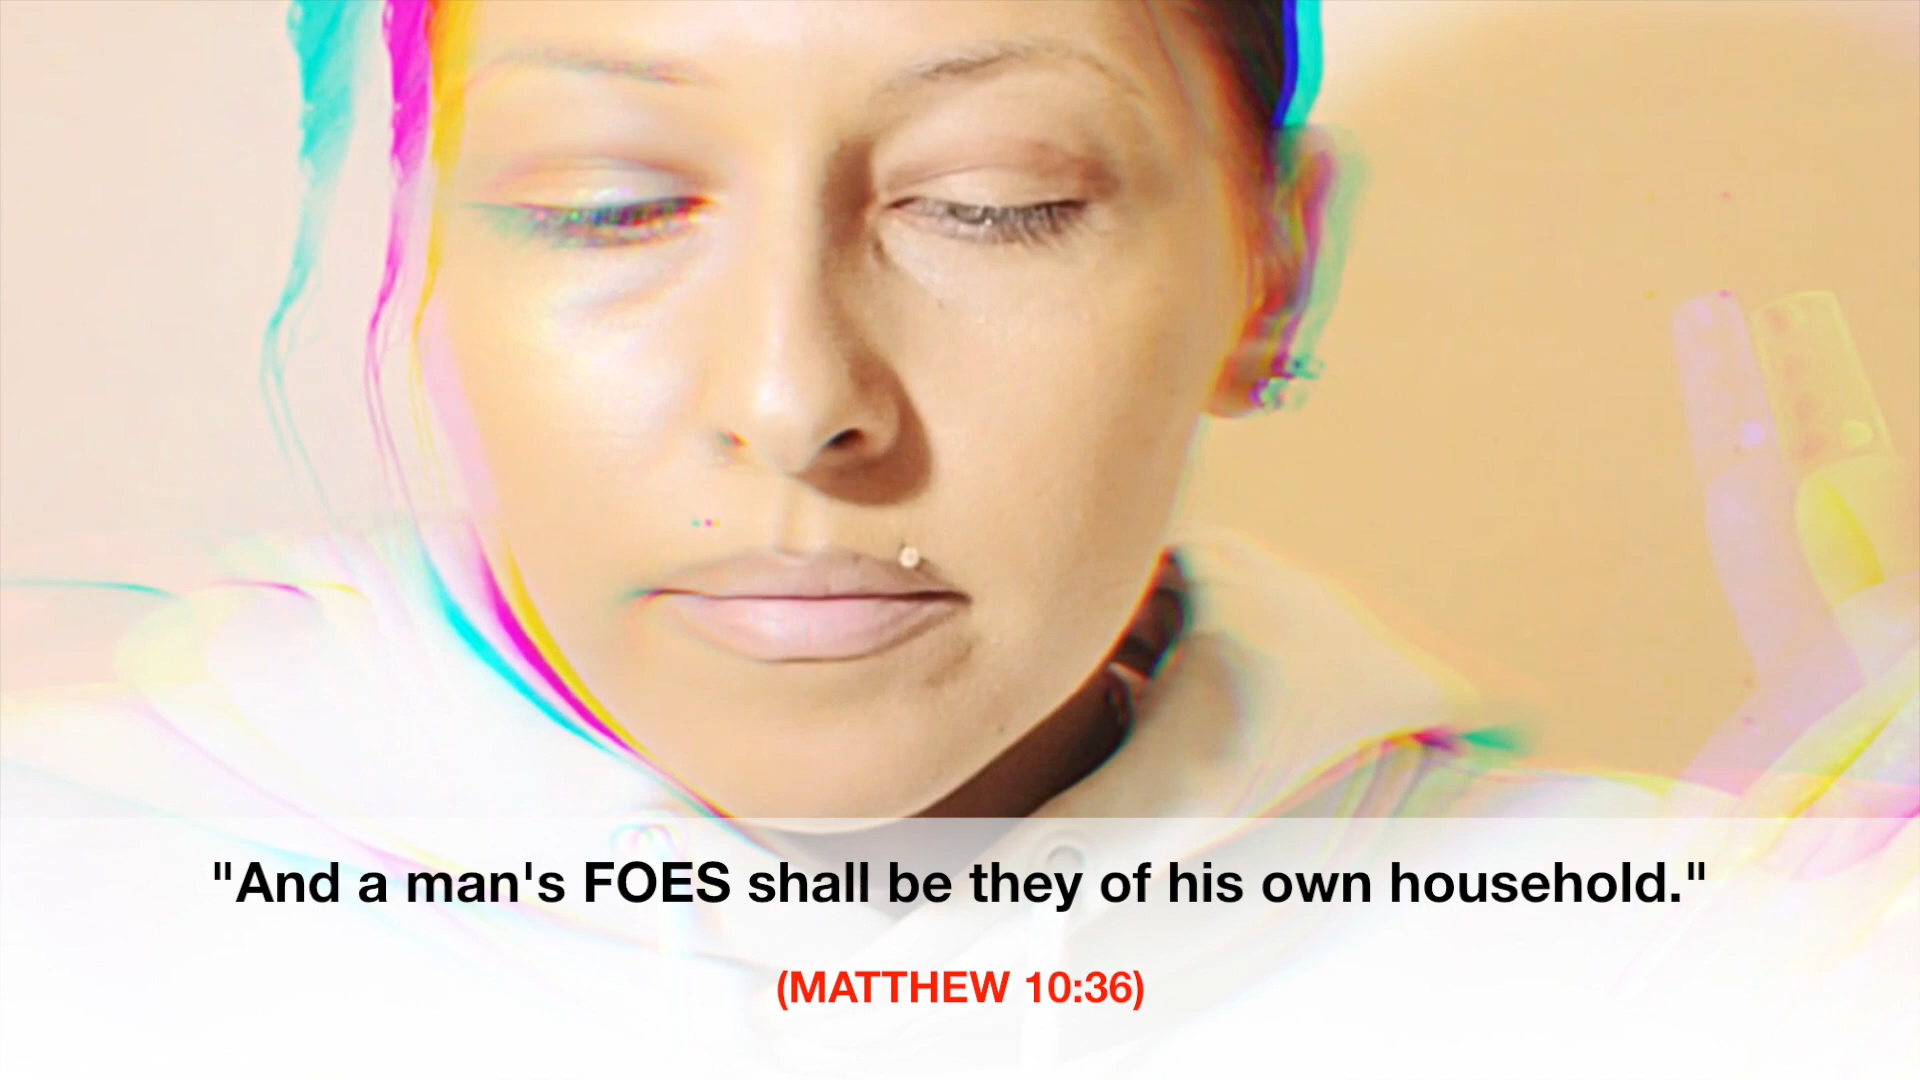 "And a man's FOES shall be they of his own household."
(MATTHEW 10:36)